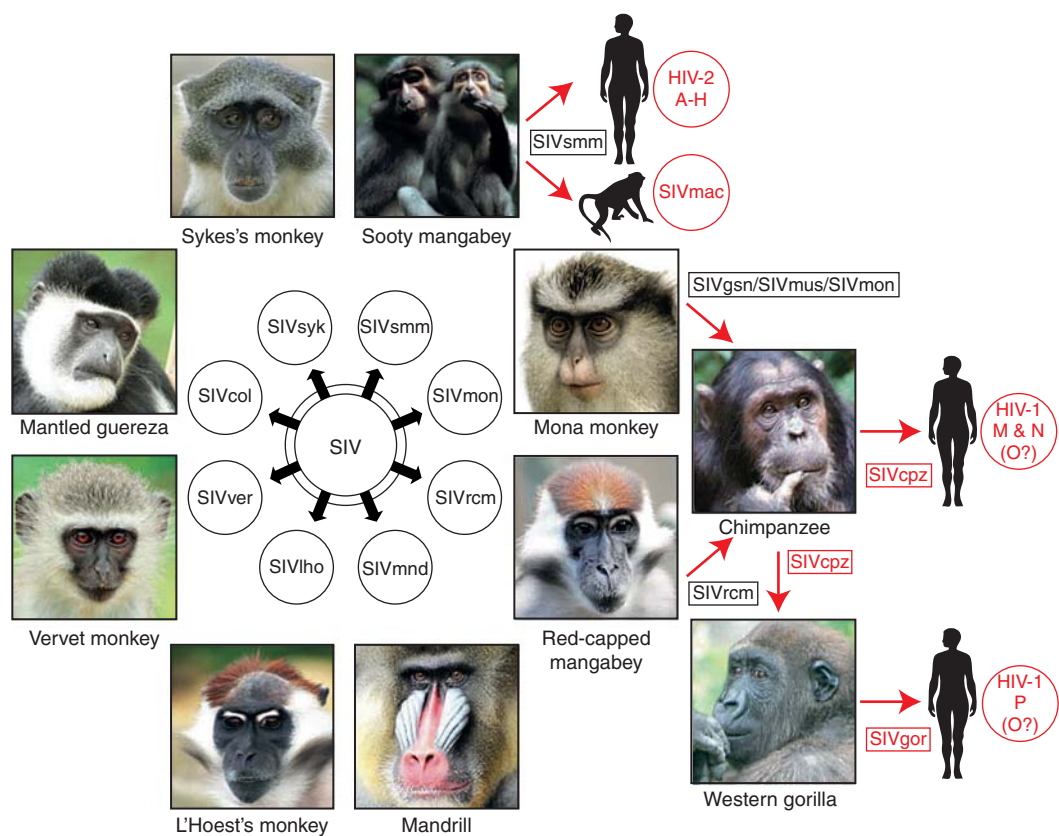 HIV-2
A-H
SIVsmm
SIVmac
Sykes's monkey
Sooty mangabey
SIVgsn/SIVmus/SIVmon
SIVsyk
SIVsmm
SIVcol
SIVmon
Mantled guereza
Mona monkey
SIV
HIV-1
M & N
(O?)
SIVcpz
SIVver
SIVrcm
Chimpanzee
SIVlho
SIVmnd
SIVcpz
SIVrcm
Vervet monkey
Red-capped
mangabey
HIV-1
P
(O?)
SIVgor
L'Hoest's monkey
Mandrill
Western gorilla